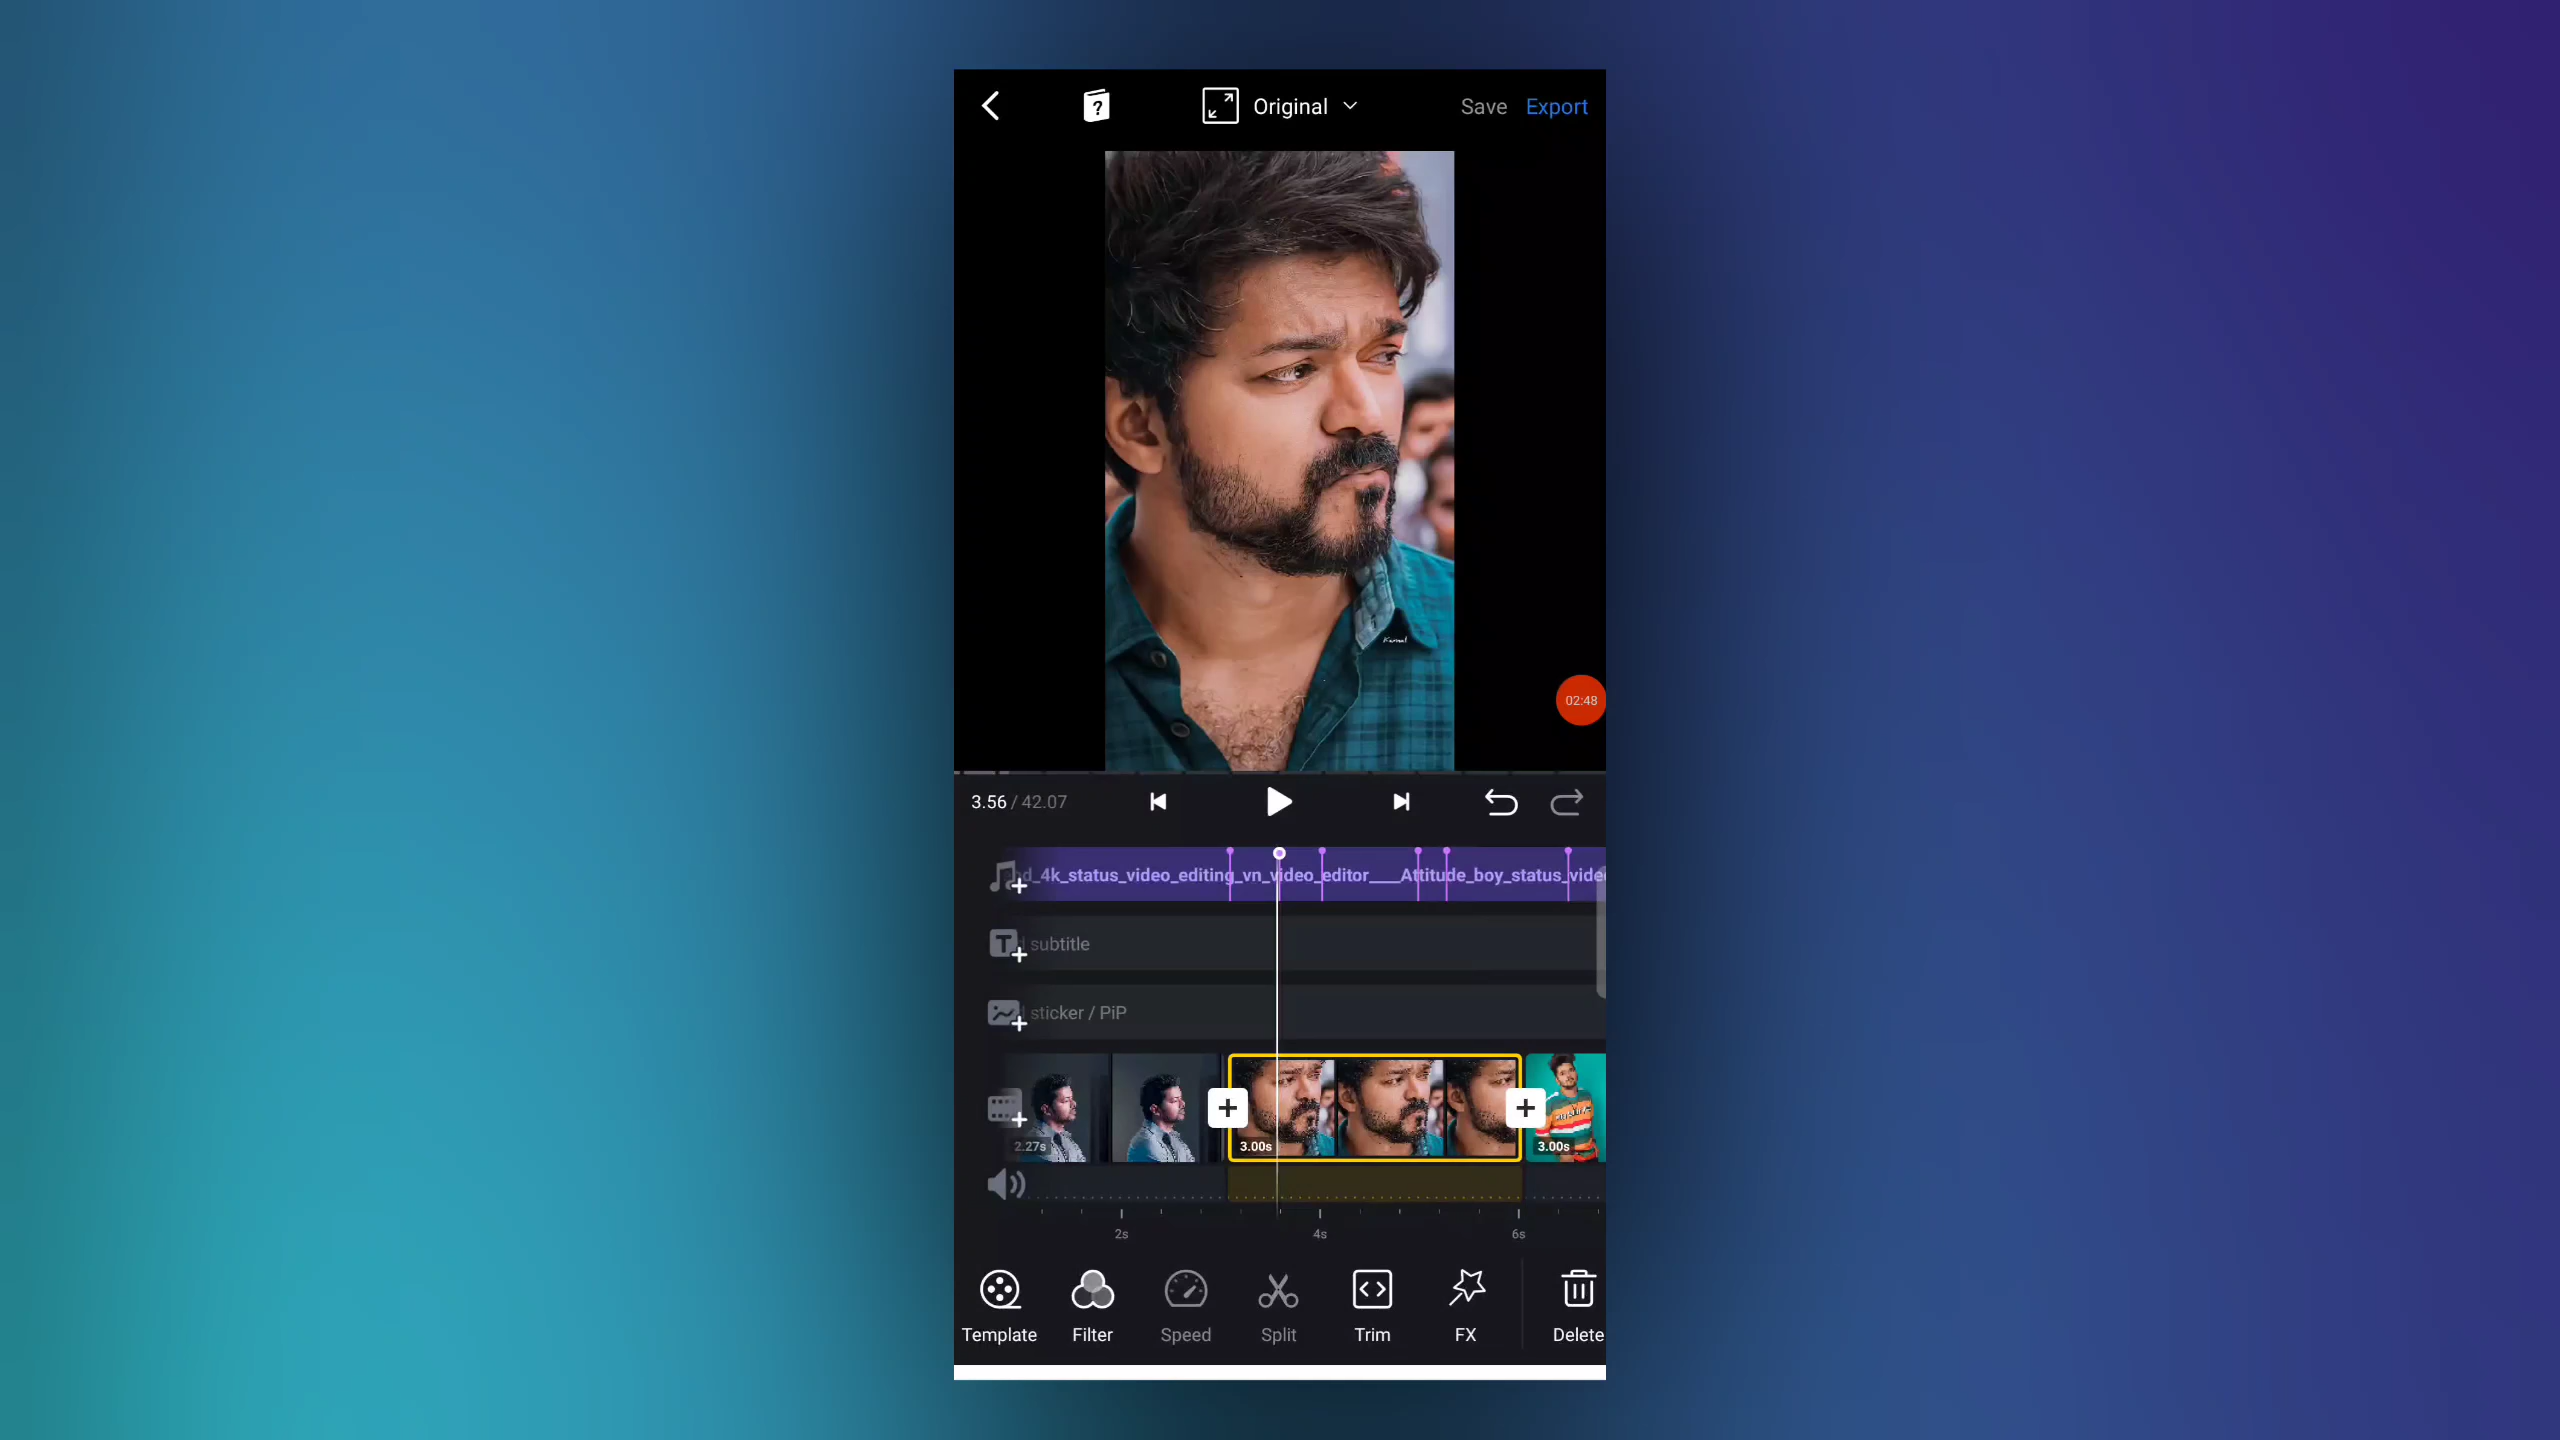 ?
Original
Save Export
Kamal
02:48
3.56 / 42.07
d_4k_status_video_editing_vn_video_editor___Attitude_boy_status_vide
subtitle
sticker / PiP
2.27s
3.00s
3.00s
2s 4s 6s
Template Filter Speed Split Trim FX Delete